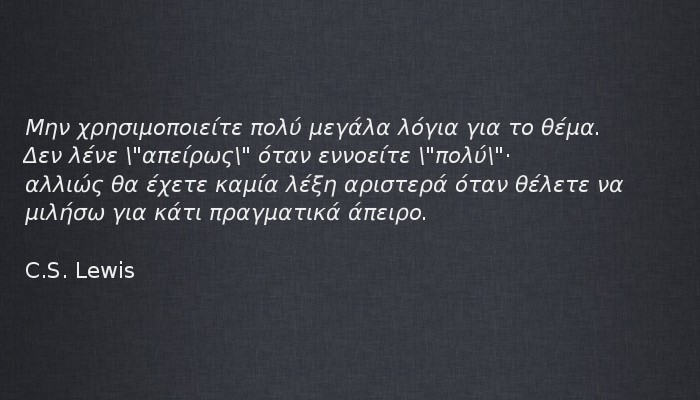 Μην χρησιμοποιείτε πολύ μεγάλα λόγια για το θέμα.
Δεν λένε \"απείρως\" όταν εννοείτε \"πολύ\"·
αλλιώς θα έχετε καμία λέξη αριστερά όταν θέλετε να
μιλήσω για κάτι πραγματικά άπειρο.
C.S. Lewis